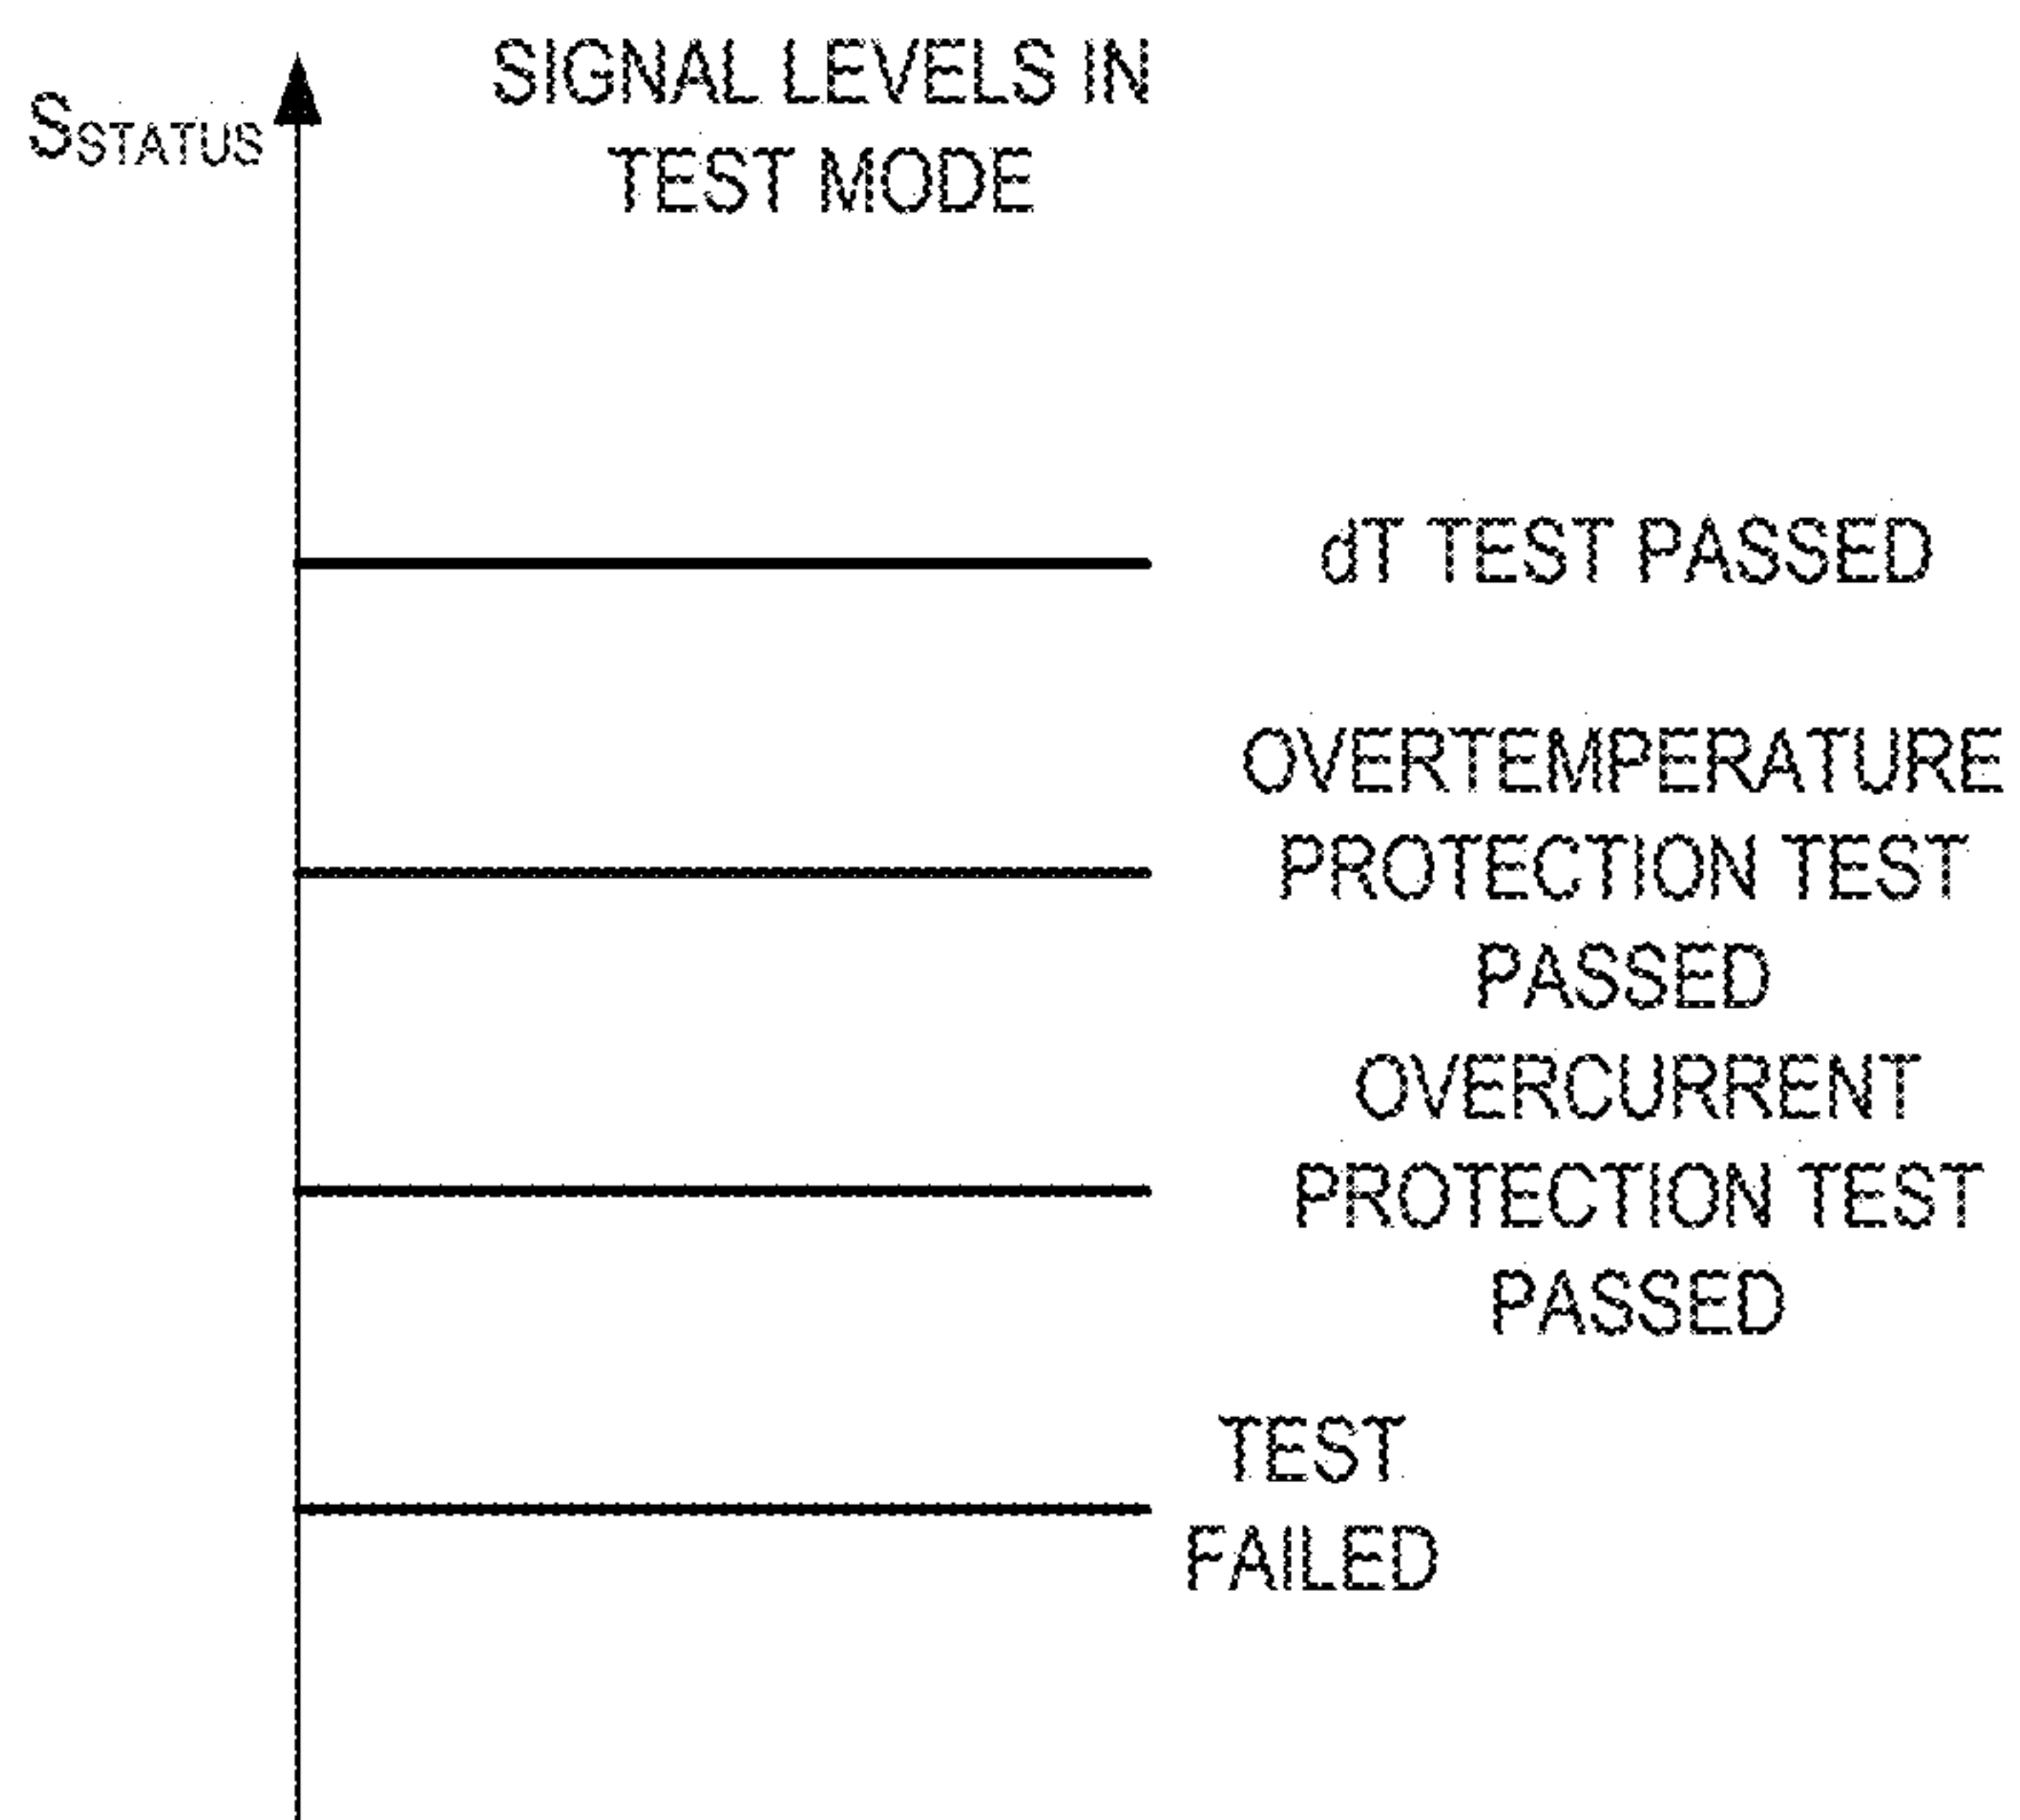 SIGNAL LEVELS IN
TEST MODE
SSTATUS
dT TEST PASSED
OVERTEMPERATURE
PROTECTION TEST
PASSED
OVERCURRENT
PROTECTION TEST
PASSED
TEST
FAILED